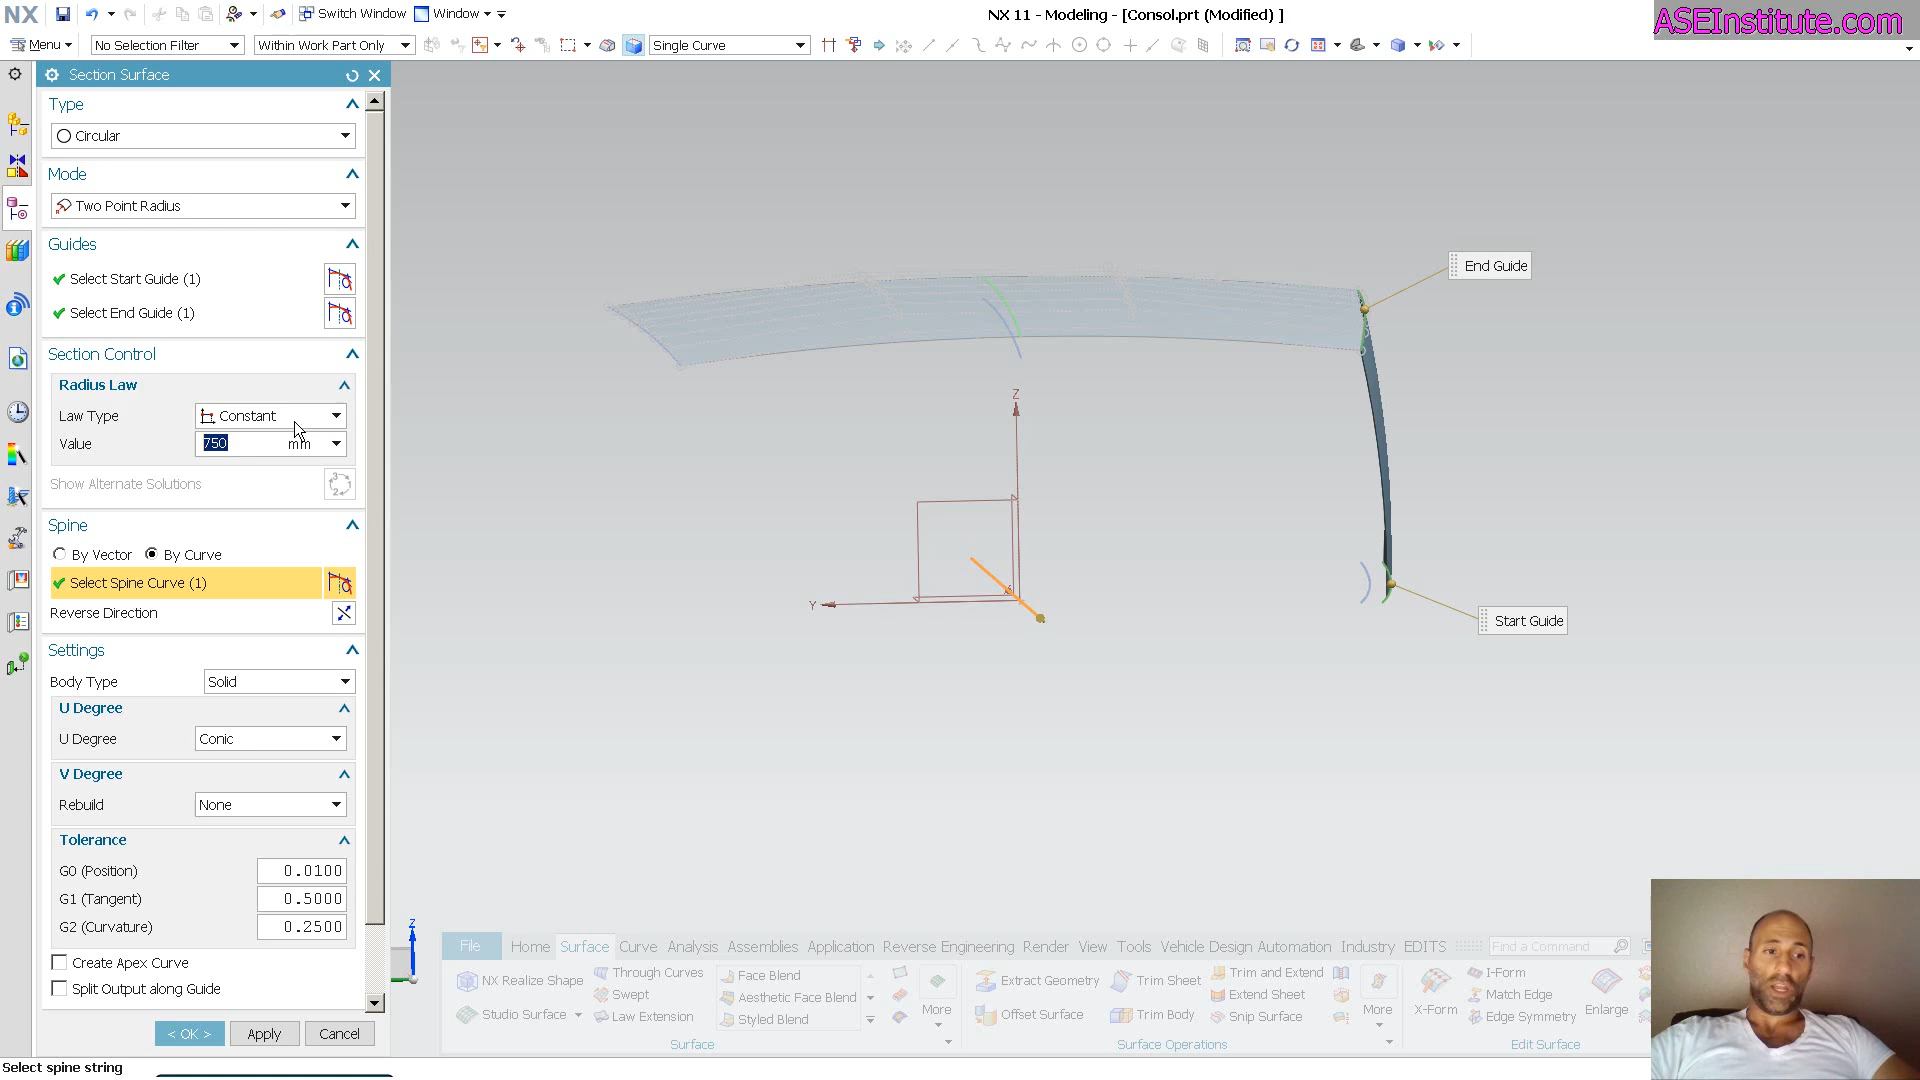 NX
Switch Window
Window
NX 11 - Modeling - [Consol.prt (Modified) ]
ASEInstitute.com
Menu
No Selection Filter
Within Work Part Only
Single Curve
Section Surface
Type
Circular
Mode
Two Point Radius
Guides
Select Start Guide (1)
Select End Guide (1)
Section Control
Radius Law
Law Type
Constant
Value
750
mm
Show Alternate Solutions
Spine
By Vector
By Curve
Select Spine Curve (1)
Reverse Direction
Settings
Body Type
Solid
U Degree
U Degree
Conic
V Degree
Rebuild
None
Tolerance
G0 (Position)
0.0100
G1 (Tangent)
0.5000
G2 (Curvature)
0.2500
Create Apex Curve
Split Output along Guide
< OK >
Apply
Cancel
Select spine string
End Guide
Start Guide
Z
Y
Z
File
Home
Surface
Curve
Analysis
Assemblies
Application
Reverse Engineering
Render
View
Tools
Vehicle Design Automation
Industry
EDITS
Find a Command
NX Realize Shape
Through Curves
Face Blend
Extract Geometry
Trim Sheet
Trim and Extend
I-Form
Swept
Aesthetic Face Blend
More
Extend Sheet
More
X-Form
Match Edge
Enlarge
Studio Surface
Law Extension
Styled Blend
Offset Surface
Trim Body
Snip Surface
Edge Symmetry
Surface
Surface Operations
Edit Surface